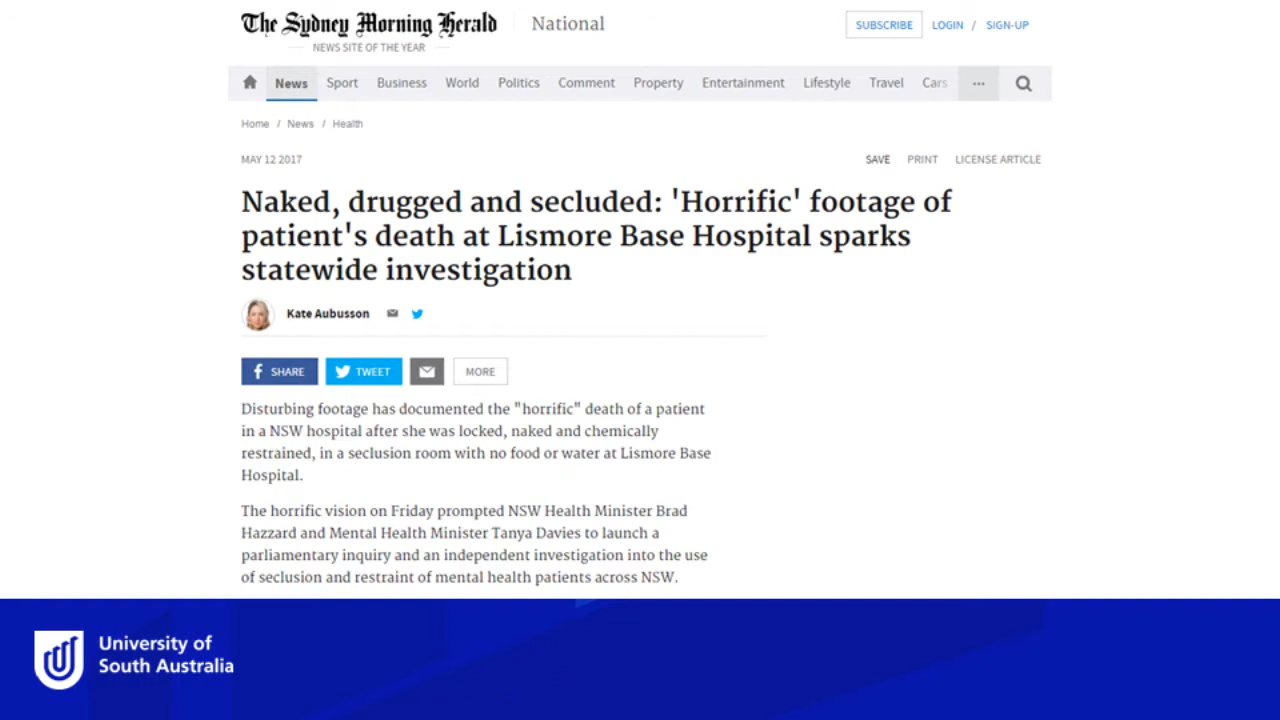 The Sydney Morning Herald National SUBSCRIBE LOGIN / SIGN-UP
NEWS SITE OF THE YEAR
News Sport Business World Politics Comment Property Entertainment Lifestyle Travel Cars ...
Home / News / Health
MAY 12 2017 SAVE PRINT LICENSE ARTICLE
Naked, drugged and secluded: 'Horrific' footage of
patient's death at Lismore Base Hospital sparks
statewide investigation
Kate Aubusson
SHARE TWEET MORE
Disturbing footage has documented the "horrific" death of a patient
in a NSW hospital after she was locked, naked and chemically
restrained, in a seclusion room with no food or water at Lismore Base
Hospital.
The horrific vision on Friday prompted NSW Health Minister Brad
Hazzard and Mental Health Minister Tanya Davies to launch a
parliamentary inquiry and an independent investigation into the use
of seclusion and restraint of mental health patients across NSW.
University of
South Australia